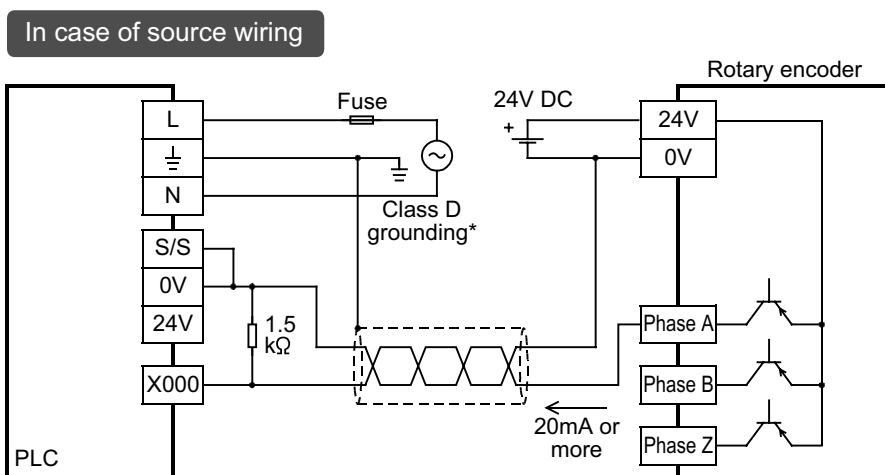 In case of source wiring
Rotary encoder
L
N
Fuse
Class D
grounding*
24V DC
+
24V
0V
S/S
0V
24V
X000
1.5
kΩ
Phase A
Phase B
Phase Z
20mA or
more
PLC